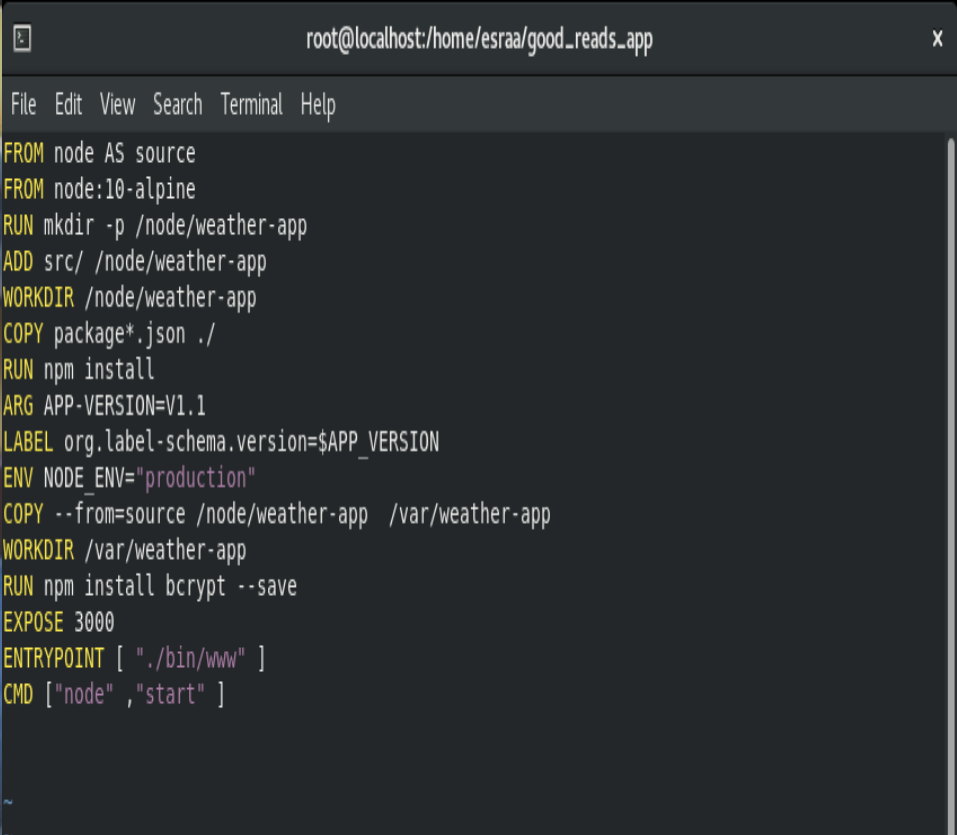 root@localhost:/home/esraa/good_reads_app x
File Edit View Search Terminal Help
FROM node AS source
FROM node:10-alpine
RUN mkdir -p /node/weather-app
ADD src/ /node/weather-app
WORKDIR /node/weather-app
COPY package*.json ./
RUN npm install
ARG APP-VERSION=V1.1
LABEL org.label-schema.version=$APP_VERSION
ENV NODE_ENV="production"
COPY --from=source /node/weather-app  /var/weather-app
WORKDIR /var/weather-app
RUN npm install bcrypt --save
EXPOSE 3000
ENTRYPOINT [ "./bin/www" ]
CMD ["node" ,"start" ]
~